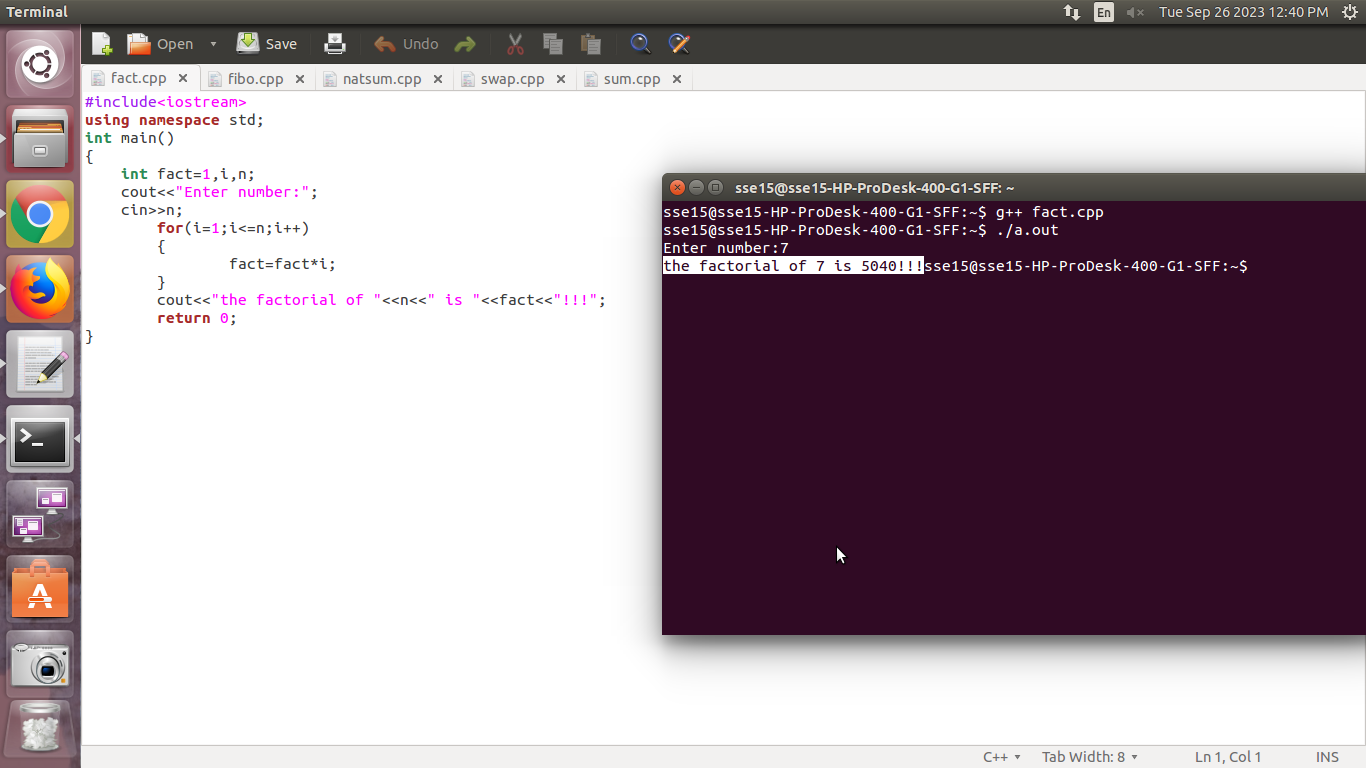 Terminal
En
Tue Sep 26 2023 12:40 PM
Open
Save
Undo
fact.cpp
fibo.cpp
natsum.cpp
swap.cpp
sum.cpp
#include<iostream>
using namespace std;
int main()
{
    int fact=1,i,n;
    cout<<"Enter number:";
    cin>>n;
        for(i=1;i<=n;i++)
        {
                fact=fact*i;
        }
        cout<<"the factorial of "<<n<<" is "<<fact<<"!!!";
        return 0;
}
sse15@sse15-HP-ProDesk-400-G1-SFF: ~
sse15@sse15-HP-ProDesk-400-G1-SFF:~$ g++ fact.cpp
sse15@sse15-HP-ProDesk-400-G1-SFF:~$ ./a.out
Enter number:7
the factorial of 7 is 5040!!!sse15@sse15-HP-ProDesk-400-G1-SFF:~$
C++
Tab Width: 8
Ln 1, Col 1
INS